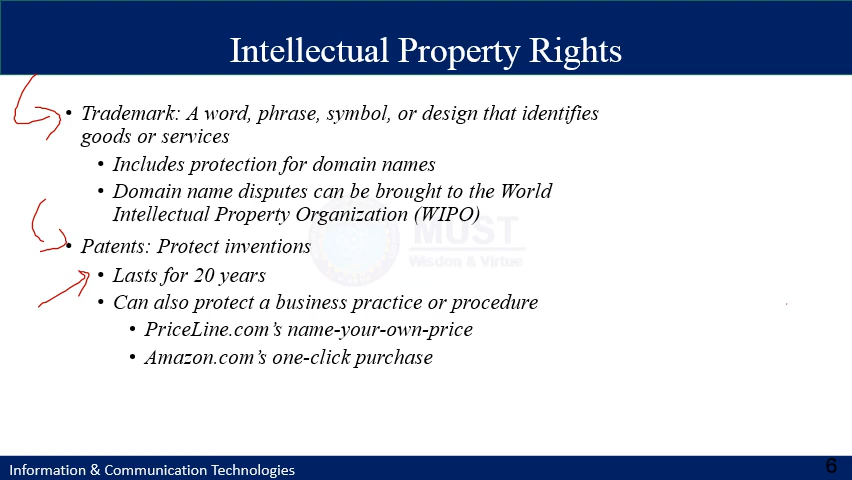 Intellectual Property Rights
• Trademark: A word, phrase, symbol, or design that identifies
goods or services
• Includes protection for domain names
• Domain name disputes can be brought to the World
Intellectual Property Organization (WIPO)
MUST
Wisdom & Virtue
• Patents: Protect inventions
• Lasts for 20 years
• Can also protect a business practice or procedure
• PriceLine.com’s name-your-own-price
• Amazon.com’s one-click purchase
Information & Communication Technologies
6